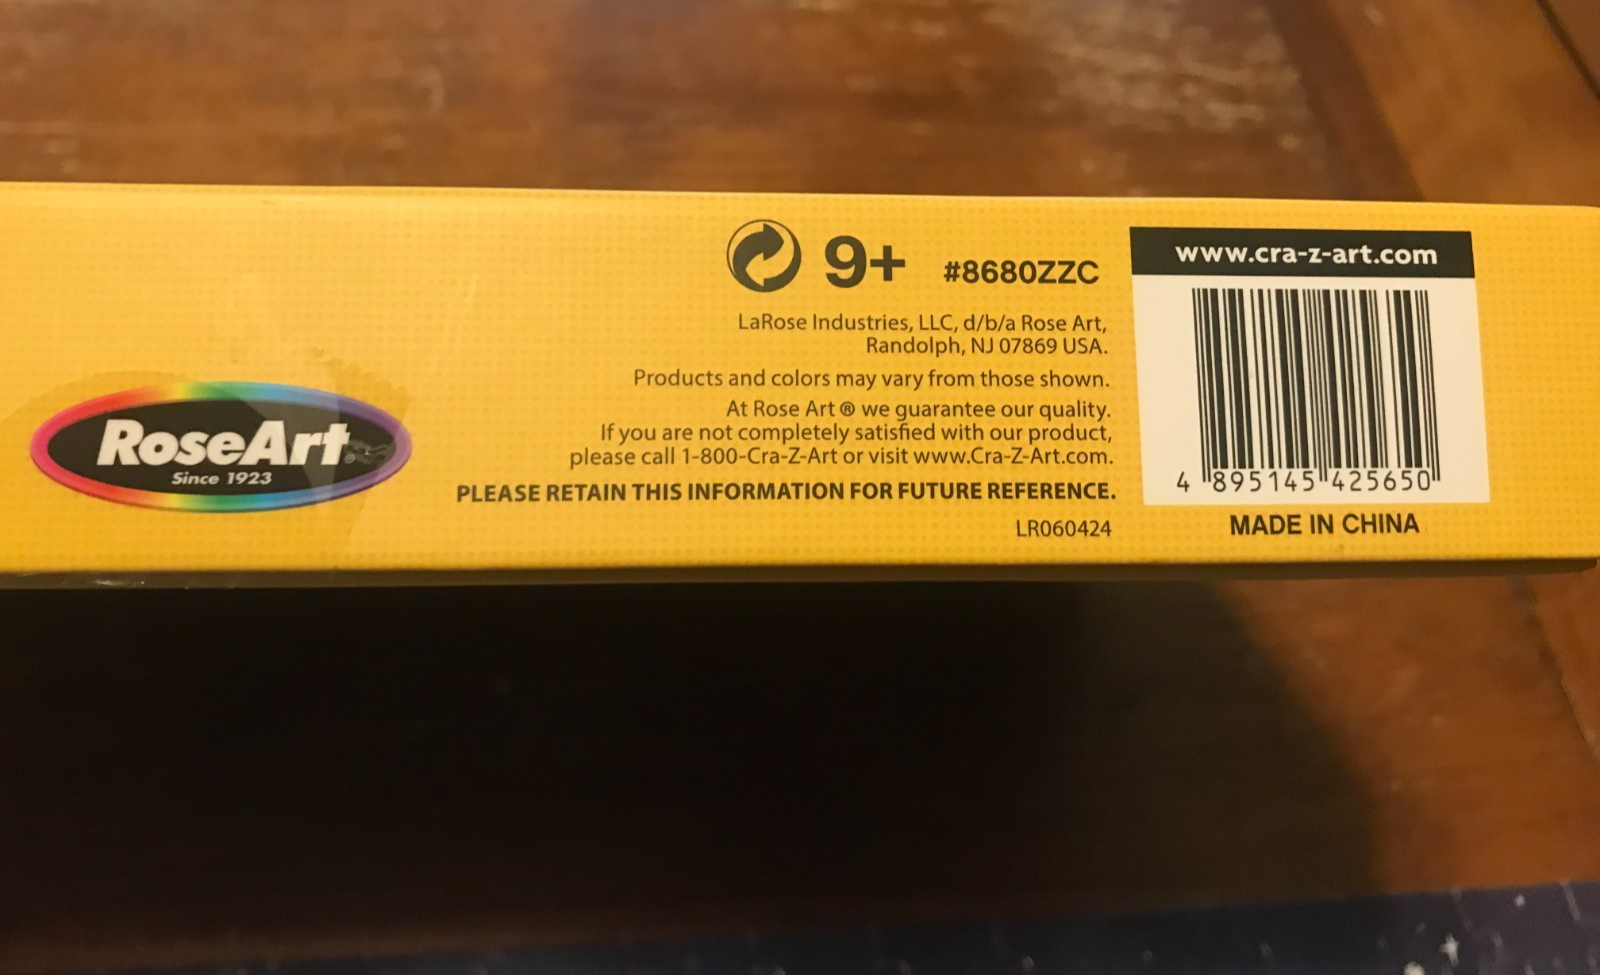 9+ #8680ZZC
LaRose Industries, LLC, d/b/a Rose Art,
Randolph, NJ 07869 USA.
Products and colors may vary from those shown.
At Rose Art ® we guarantee our quality.
If you are not completely satisfied with our product,
please call 1-800-Cra-Z-Art or visit www.Cra-Z-Art.com.
PLEASE RETAIN THIS INFORMATION FOR FUTURE REFERENCE.
LR060424
RoseArt®
Since 1923
www.cra-z-art.com
4 895145 425650
MADE IN CHINA